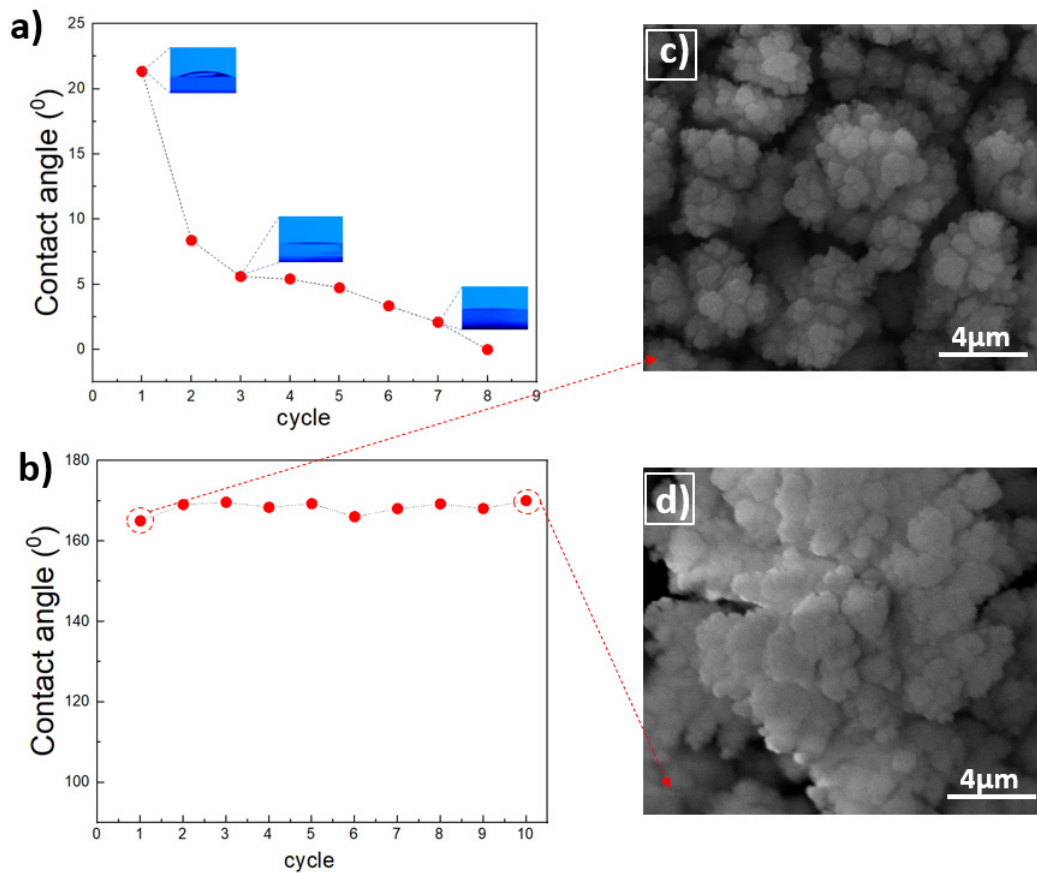 a)
Contact angle (⁰)
25
20
15
10
5
0
0 1 2 3 4 5 6 7 8 9
cycle
c)
4µm
b)
Contact angle (⁰)
180
160
140
120
100
0 1 2 3 4 5 6 7 8 9 10
cycle
d)
4µm